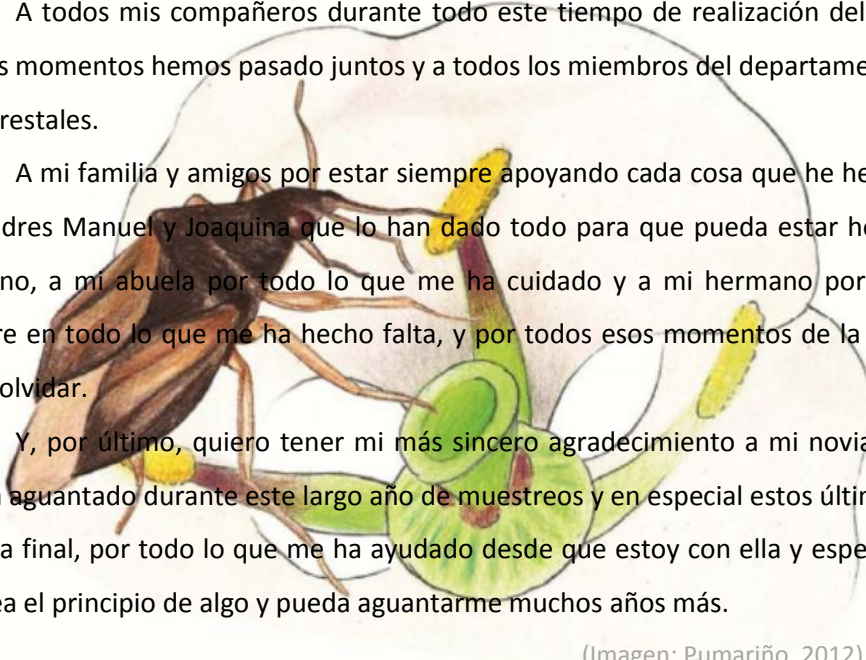 A todos mis compañeros durante todo este tiempo de realización del
s momentos hemos pasado juntos y a todos los miembros del departame
restales.
A mi familia y amigos por estar siempre apoyando cada cosa que he he
dres Manuel y Joaquina que lo han dado todo para que pueda estar h
no, a mi abuela por todo lo que me ha cuidado y a mi hermano por
re en todo lo que me ha hecho falta, y por todos esos momentos de la
olvidar.
Y, por último, quiero tener mi más sincero agradecimiento a mi novia
aguantado durante este largo año de muestreos y en especial estos últi
a final, por todo lo que me ha ayudado desde que estoy con ella y espe
ea el principio de algo y pueda aguantarme muchos años más.
(Imagen: Pumariño, 2012)